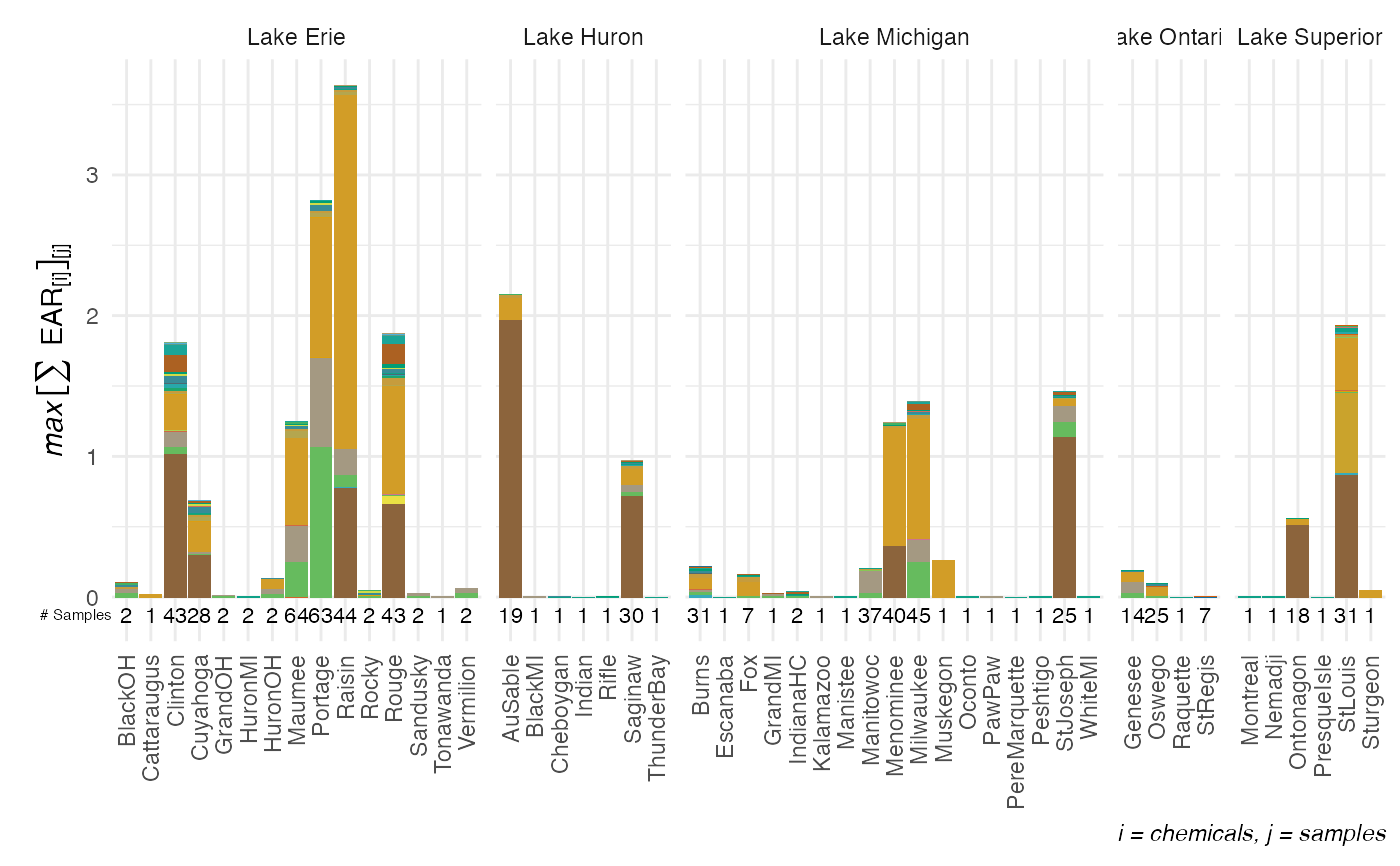 Lake Erie Lake Huron Lake Michigan ake Ontari Lake Superior
max [∑ EAR[i]][j]
3
2
1
0
# Samples 2 1 43 28 2 2 2 64 63 44 2 43 2 1 2 19 1 1 1 1 30 1 31 1 7 1 2 1 1 37 40 45 1 1 1 1 1 25 1 14 25 1 7 1 1 18 1 31 1
BlackOH Cattaraugus Clinton Cuyahoga GrandOH HuronMI HuronOH Maumee Portage Raisin Rocky Rouge Sandusky Tonawanda Vermilion AuSable BlackMI Cheboygan Indian Rifle Saginaw ThunderBay Burns Escanaba Fox GrandMI IndianaHC Kalamazoo Manistee Manitowoc Menominee Milwaukee Muskegon Oconto PawPaw PereMarquette Peshtigo StJoseph WhiteMI Genesee Oswego Raquette StRegis Montreal Nemadji Ontonagon PresqueIsle StLouis Sturgeon
i = chemicals, j = samples